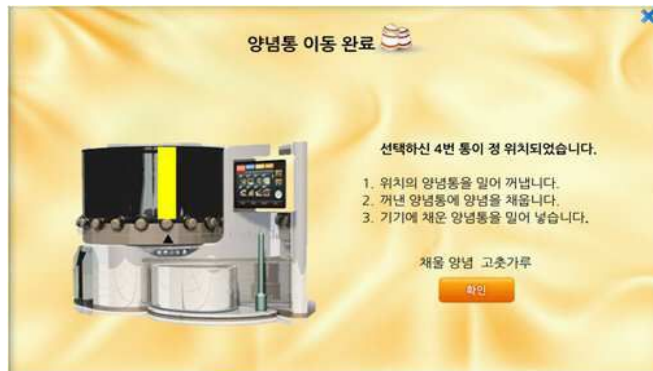 양념통 이동 완료
선택하신 4번 통이 정 위치되었습니다.
1. 위치의 양념통을 밀어 꺼냅니다.
2. 꺼낸 양념통에 양념을 채웁니다.
3. 기기에 채운 양념통을 밀어 넣습니다.
채울 양념 고춧가루
확인